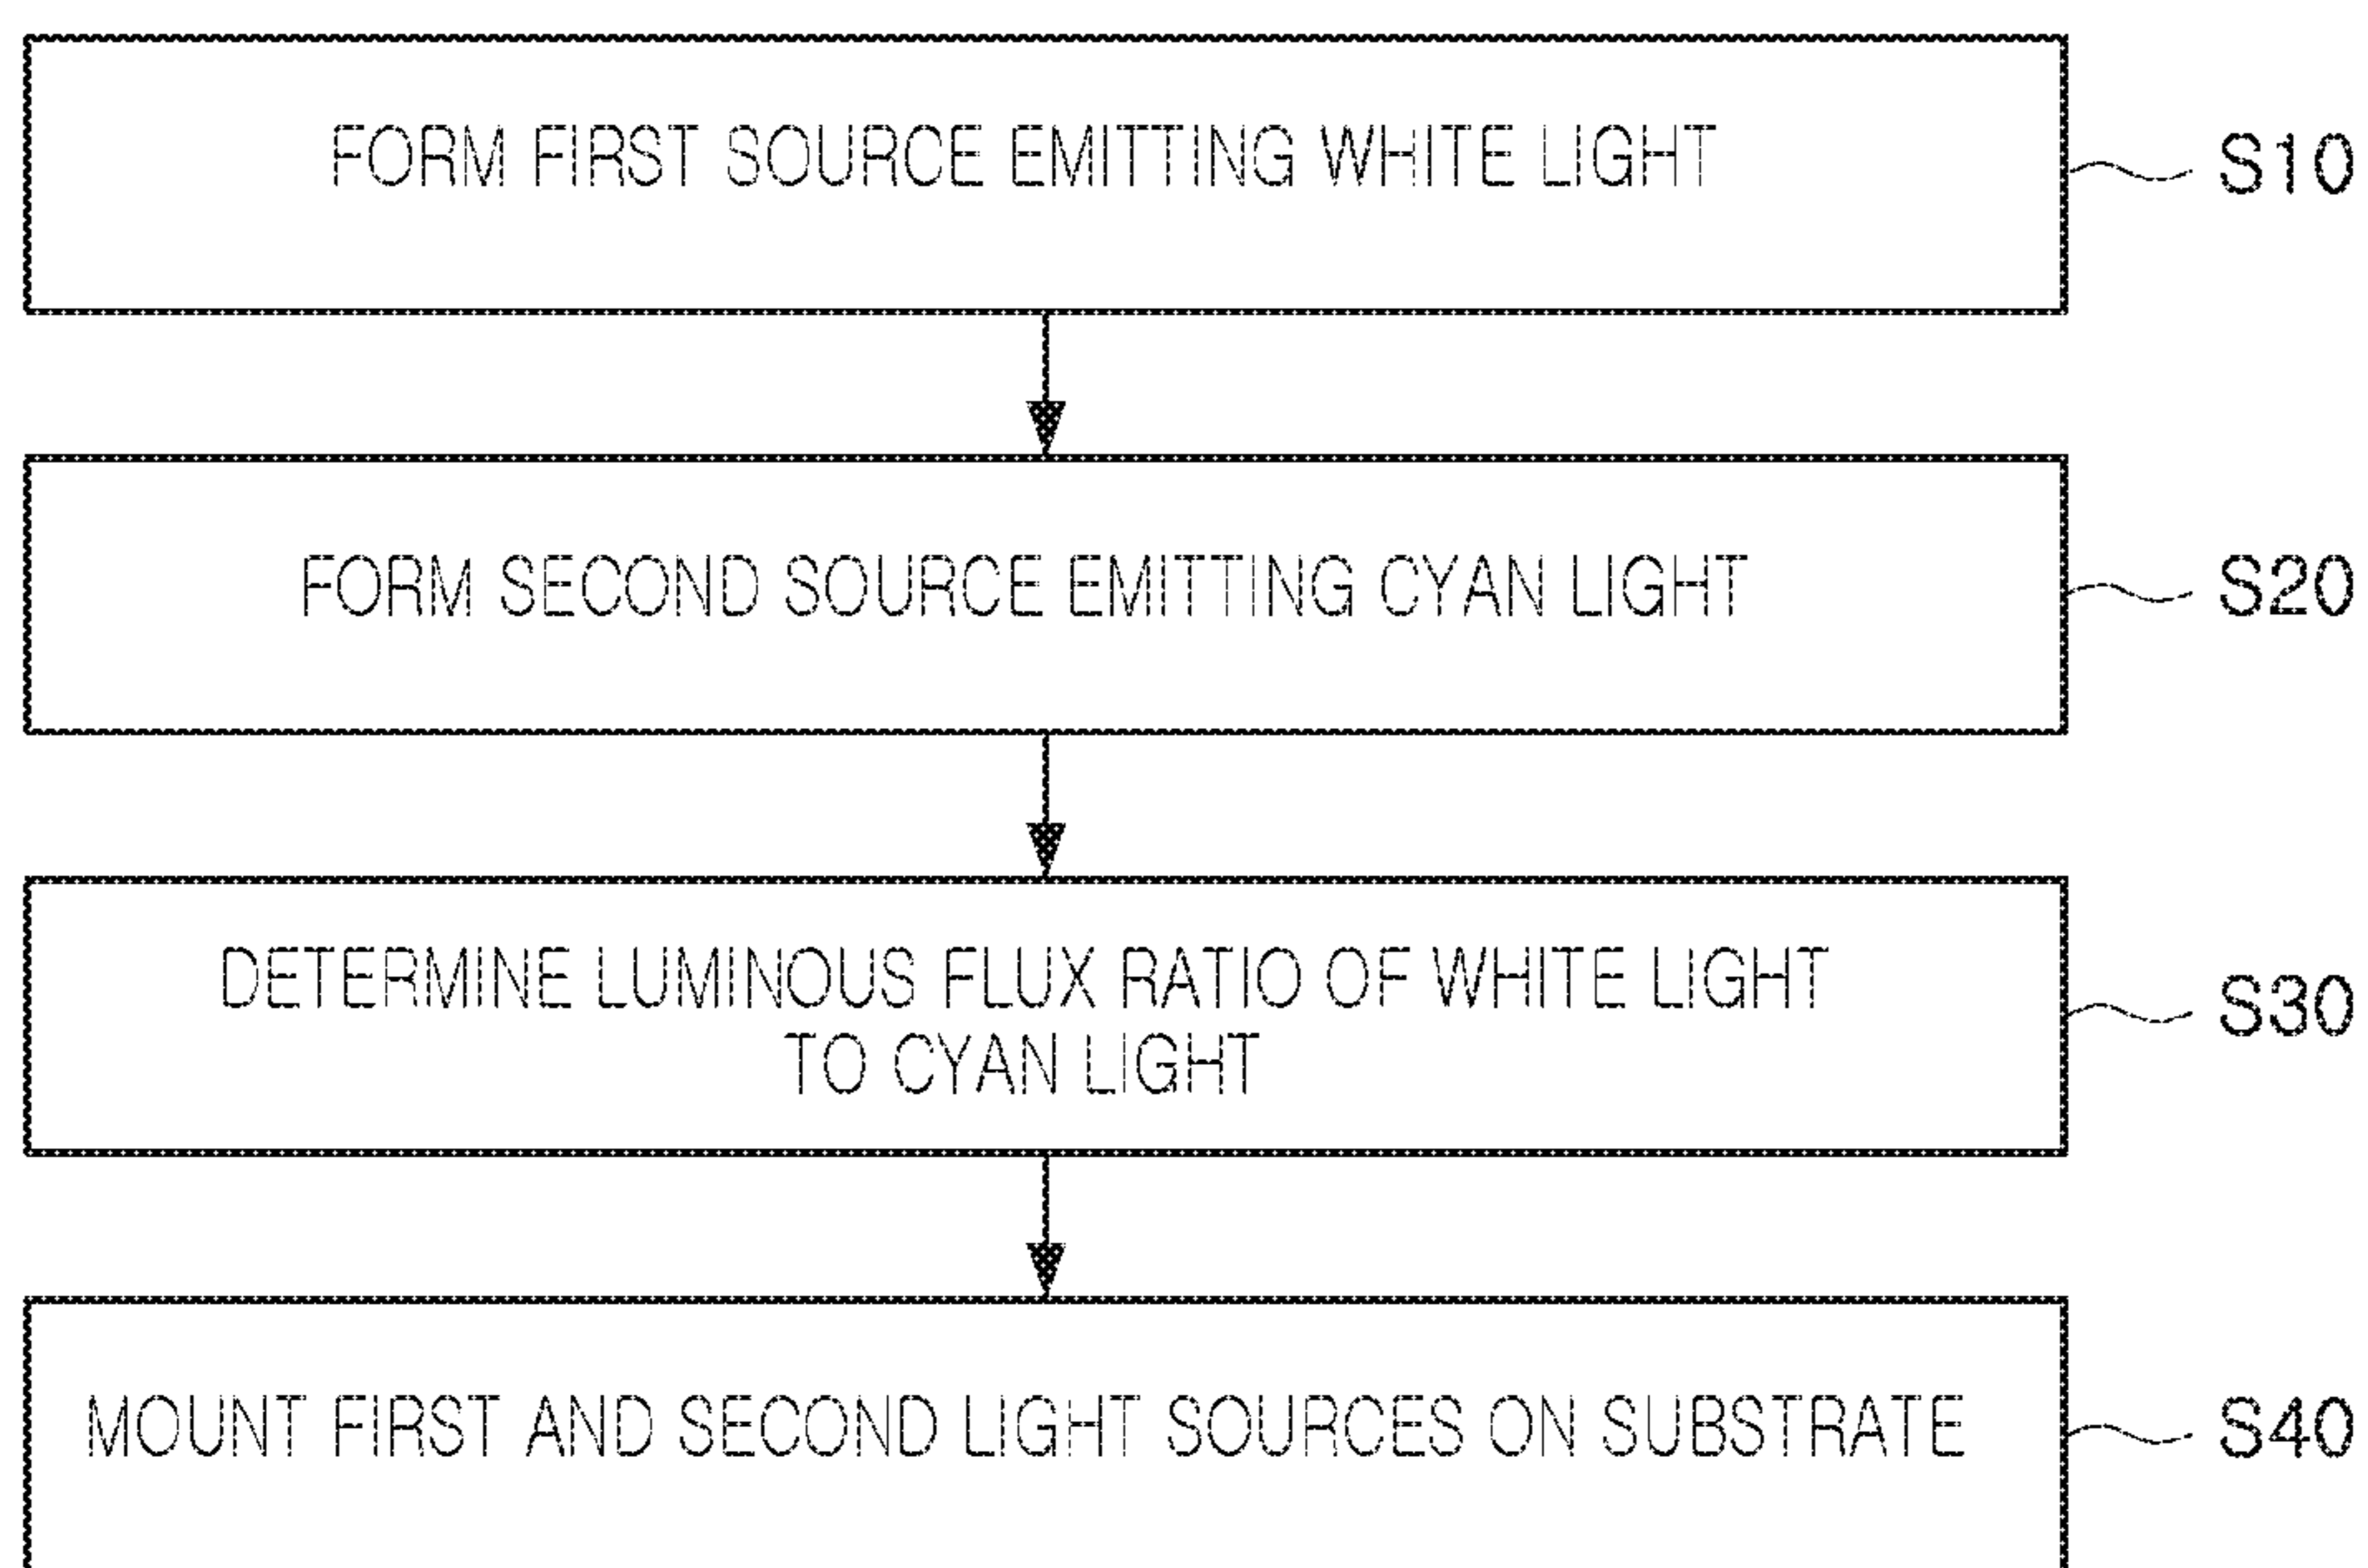 FORM FIRST SOURCE EMITTING WHITE LIGHT
S10
FORM SECOND SOURCE EMITTING CYAN LIGHT
S20
DETERMINE LUMINOUS FLUX RATIO OF WHITE LIGHT
TO CYAN LIGHT
S30
MOUNT FIRST AND SECOND LIGHT SOURCES ON SUBSTRATE
S40